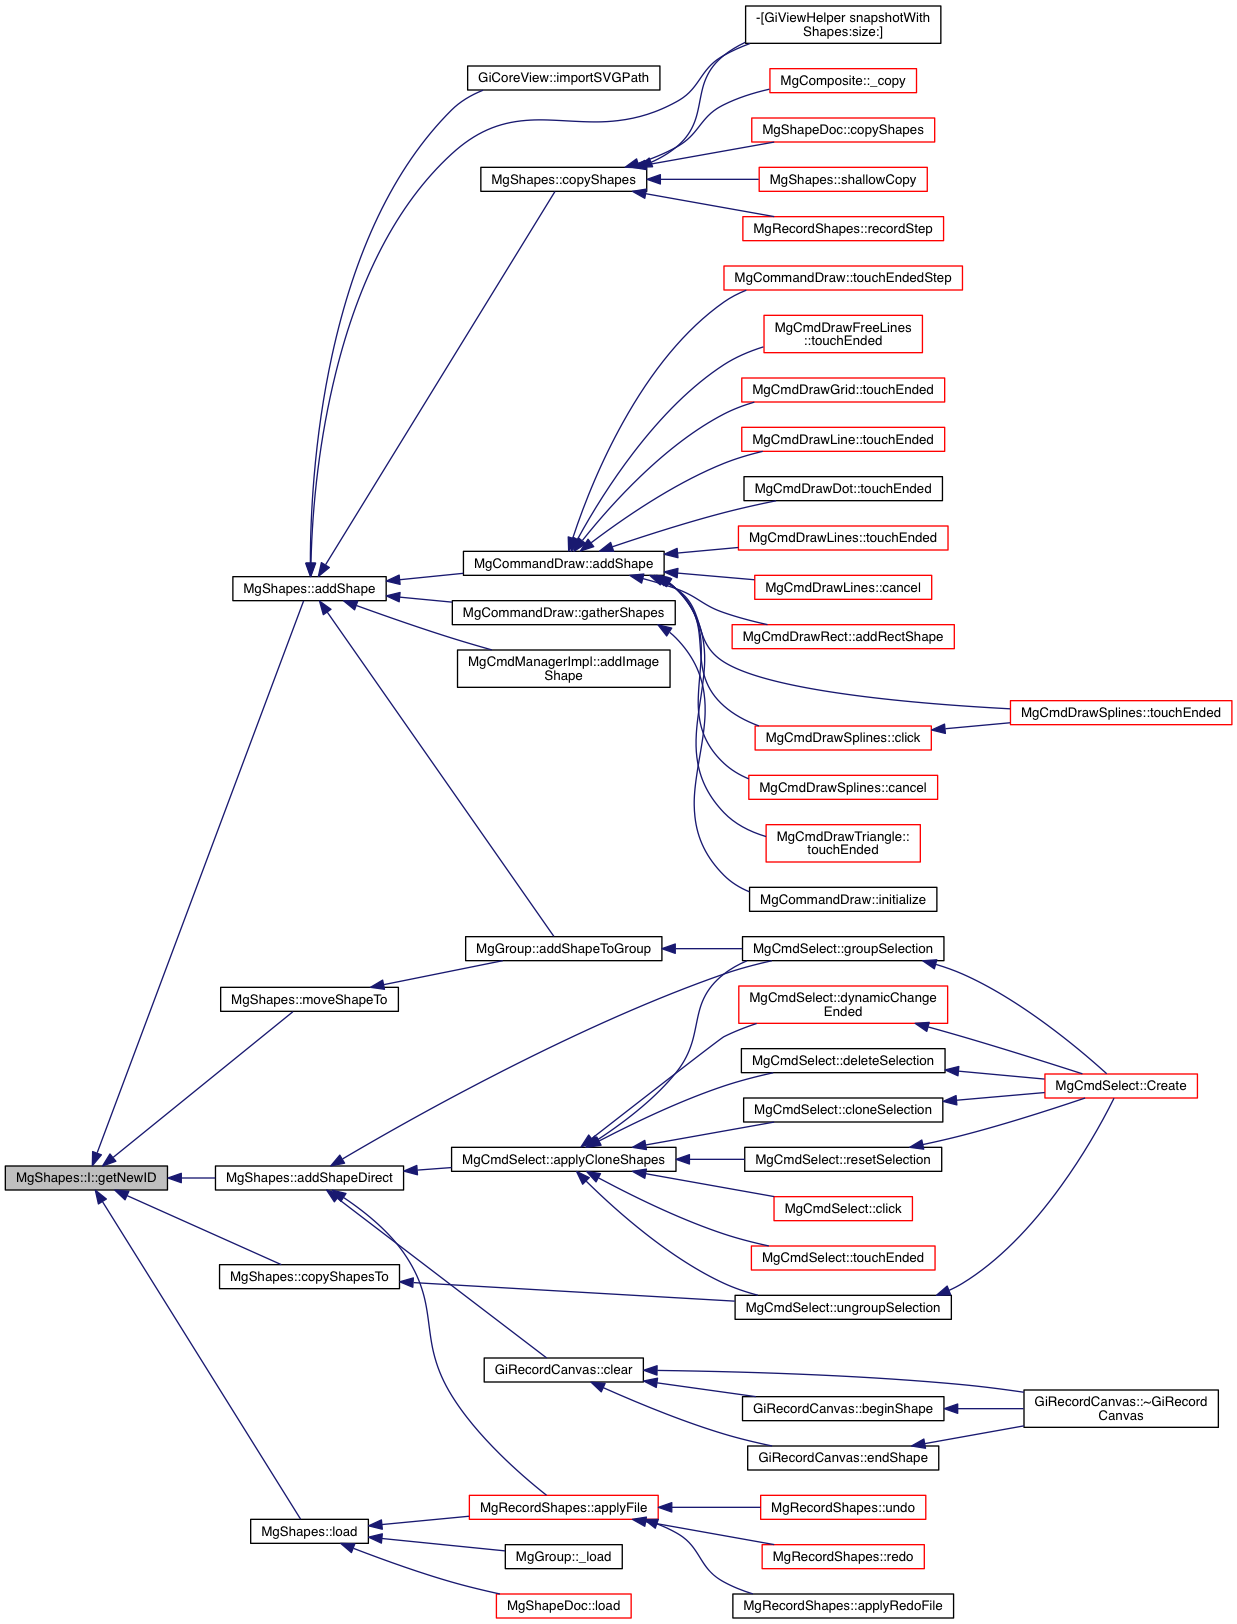 -[GiViewHelper snapshotWith
Shapes:size:]
GiCoreView::importSVGPath
MgComposite::_copy
MgShapeDoc::copyShapes
MgShapes::copyShapes
MgShapes::shallowCopy
MgRecordShapes::recordStep
MgCommandDraw::touchEndedStep
MgCmdDrawFreeLines
::touchEnded
MgCmdDrawGrid::touchEnded
MgCmdDrawLine::touchEnded
MgCmdDrawDot::touchEnded
MgCmdDrawLines::touchEnded
MgCommandDraw::addShape
MgShapes::addShape
MgCmdDrawLines::cancel
MgCommandDraw::gatherShapes
MgCmdDrawRect::addRectShape
MgCmdManagerImpl::addImage
Shape
MgCmdDrawSplines::touchEnded
MgCmdDrawSplines::click
MgCmdDrawSplines::cancel
MgCmdDrawTriangle::
touchEnded
MgCommandDraw::initialize
MgGroup::addShapeToGroup
MgCmdSelect::groupSelection
MgShapes::moveShapeTo
MgCmdSelect::dynamicChange
Ended
MgCmdSelect::deleteSelection
MgCmdSelect::Create
MgCmdSelect::cloneSelection
MgCmdSelect::applyCloneShapes
MgCmdSelect::resetSelection
MgShapes::I::getNewID
MgShapes::addShapeDirect
MgCmdSelect::click
MgCmdSelect::touchEnded
MgShapes::copyShapesTo
MgCmdSelect::ungroupSelection
GiRecordCanvas::clear
GiRecordCanvas::beginShape
GiRecordCanvas::~GiRecord
Canvas
GiRecordCanvas::endShape
MgRecordShapes::applyFile
MgRecordShapes::undo
MgShapes::load
MgGroup::_load
MgRecordShapes::redo
MgShapeDoc::load
MgRecordShapes::applyRedoFile